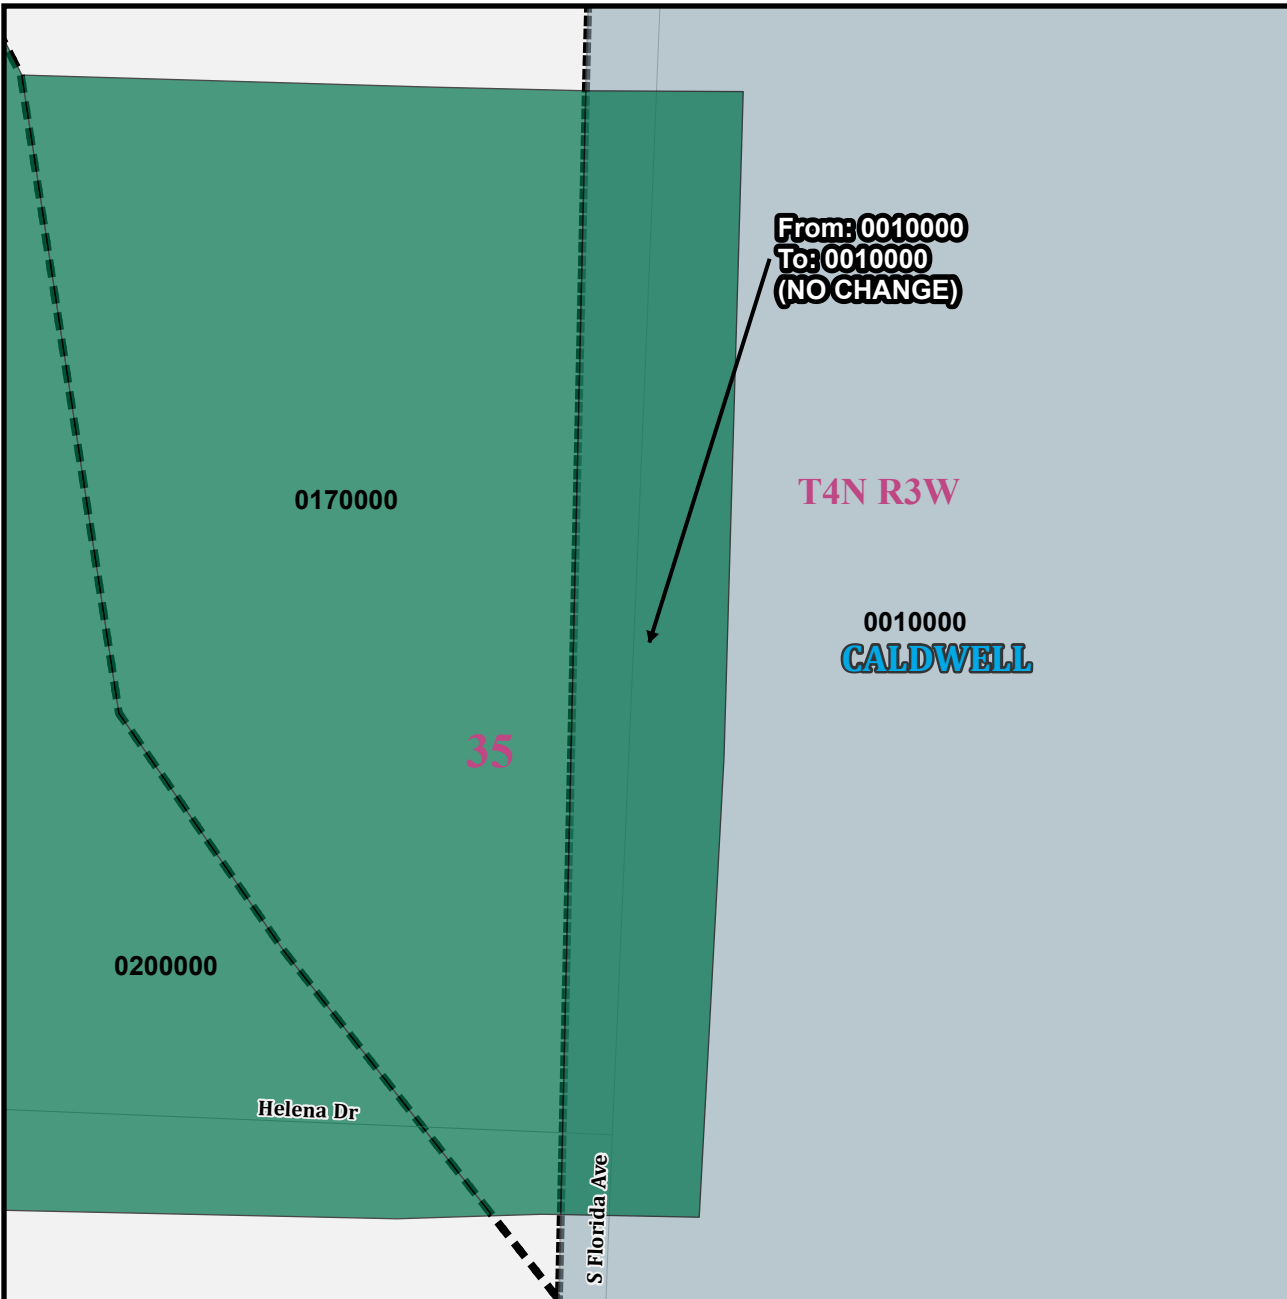 From: 0010000
To: 0010000
(NO CHANGE)
T4N R3W
0170000
0010000
CALDWELL
35
0200000
Helena Dr
S Florida Ave